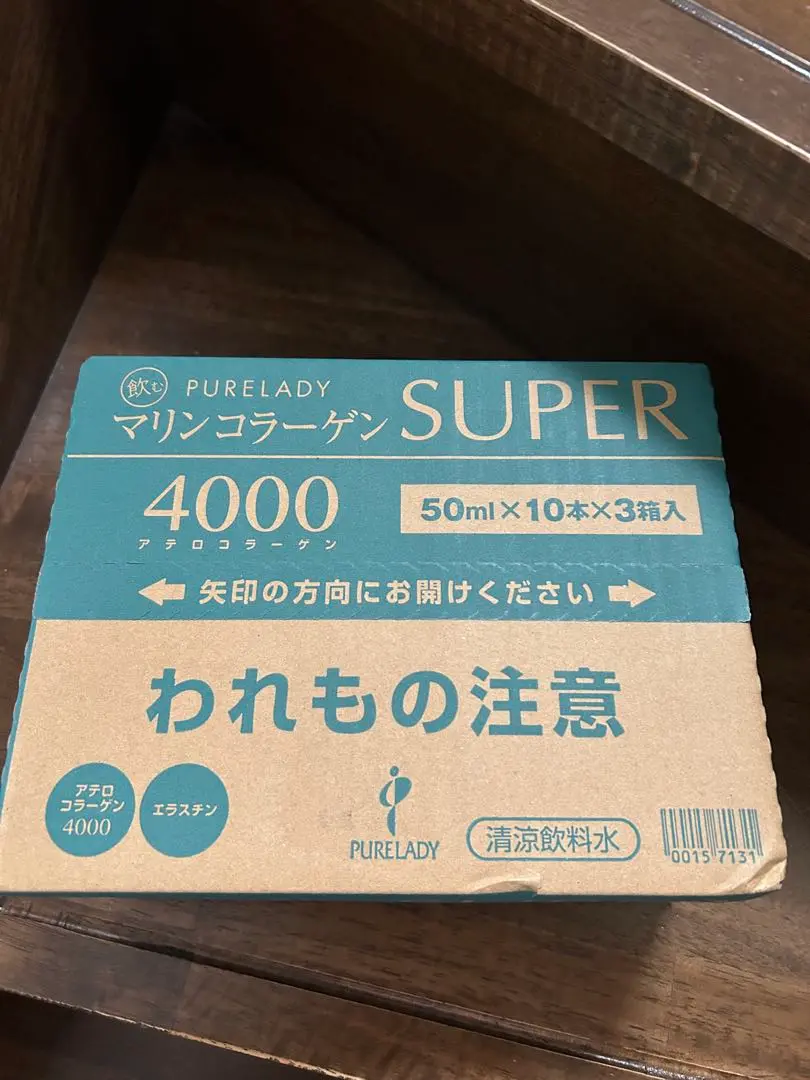 飲む PURELADY
マリンコラーゲン SUPER
4000
アテロコラーゲン
50ml×10本×3箱入
矢印の方向にお開けください
われもの注意
アテロ
コラーゲン
4000
エラスチン
PURELADY
清涼飲料水
0015 7131